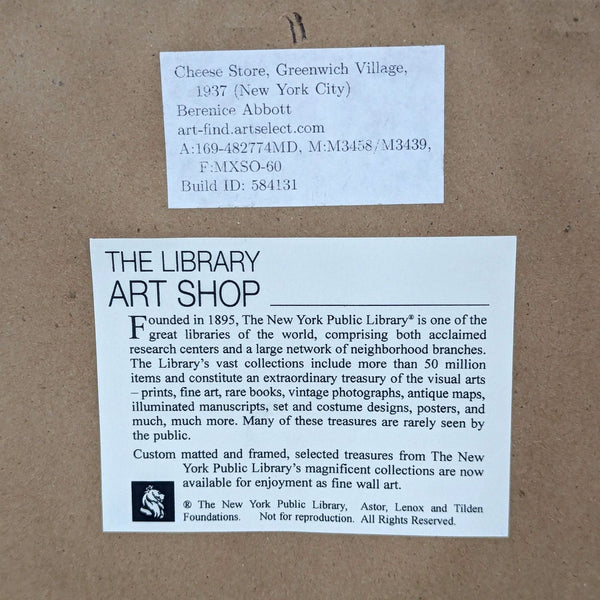 Cheese Store, Greenwich Village,
1937 (New York City)
Berenice Abbott
art-find.artselect.com
A:169-482774MD, M:M3458/M3439,
F:MXSO-60
Build ID: 584131
THE LIBRARY
ART SHOP
Founded in 1895, The New York Public Library® is one of the
great libraries of the world, comprising both acclaimed
research centers and a large network of neighborhood branches.
The Library's vast collections include more than 50 million
items and constitute an extraordinary treasury of the visual arts
– prints, fine art, rare books, vintage photographs, antique maps,
illuminated manuscripts, set and costume designs, posters, and
much, much more. Many of these treasures are rarely seen by
the public.
Custom matted and framed, selected treasures from The New
York Public Library's magnificent collections are now
available for enjoyment as fine wall art.
® The New York Public Library, Astor, Lenox and Tilden
Foundations. Not for reproduction. All Rights Reserved.